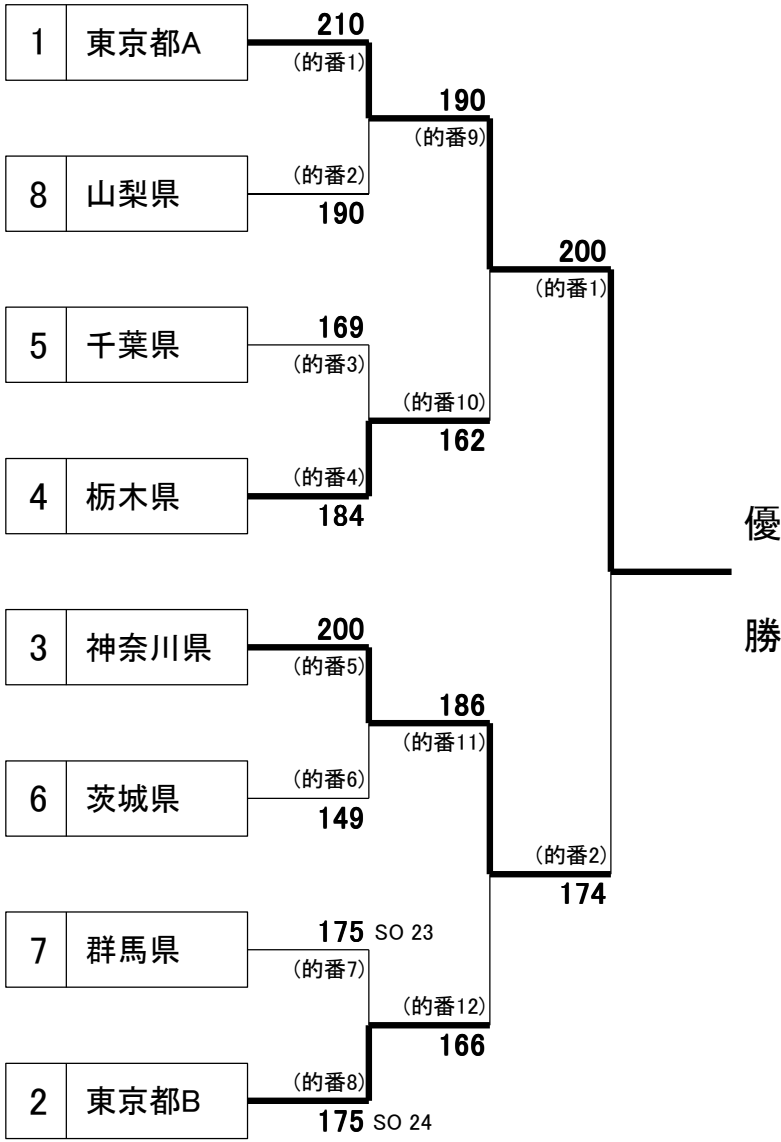 1 東京都A
210
(的番1)
190
(的番9)
8 山梨県
(的番2)
190
200
(的番1)
5 千葉県
169
(的番3)
(的番10)
162
4 栃木県
(的番4)
184
優
勝
3 神奈川県
200
(的番5)
186
(的番11)
6 茨城県
(的番6)
149
(的番2)
174
7 群馬県
175 SO 23
(的番7)
(的番12)
166
2 東京都B
(的番8)
175 SO 24